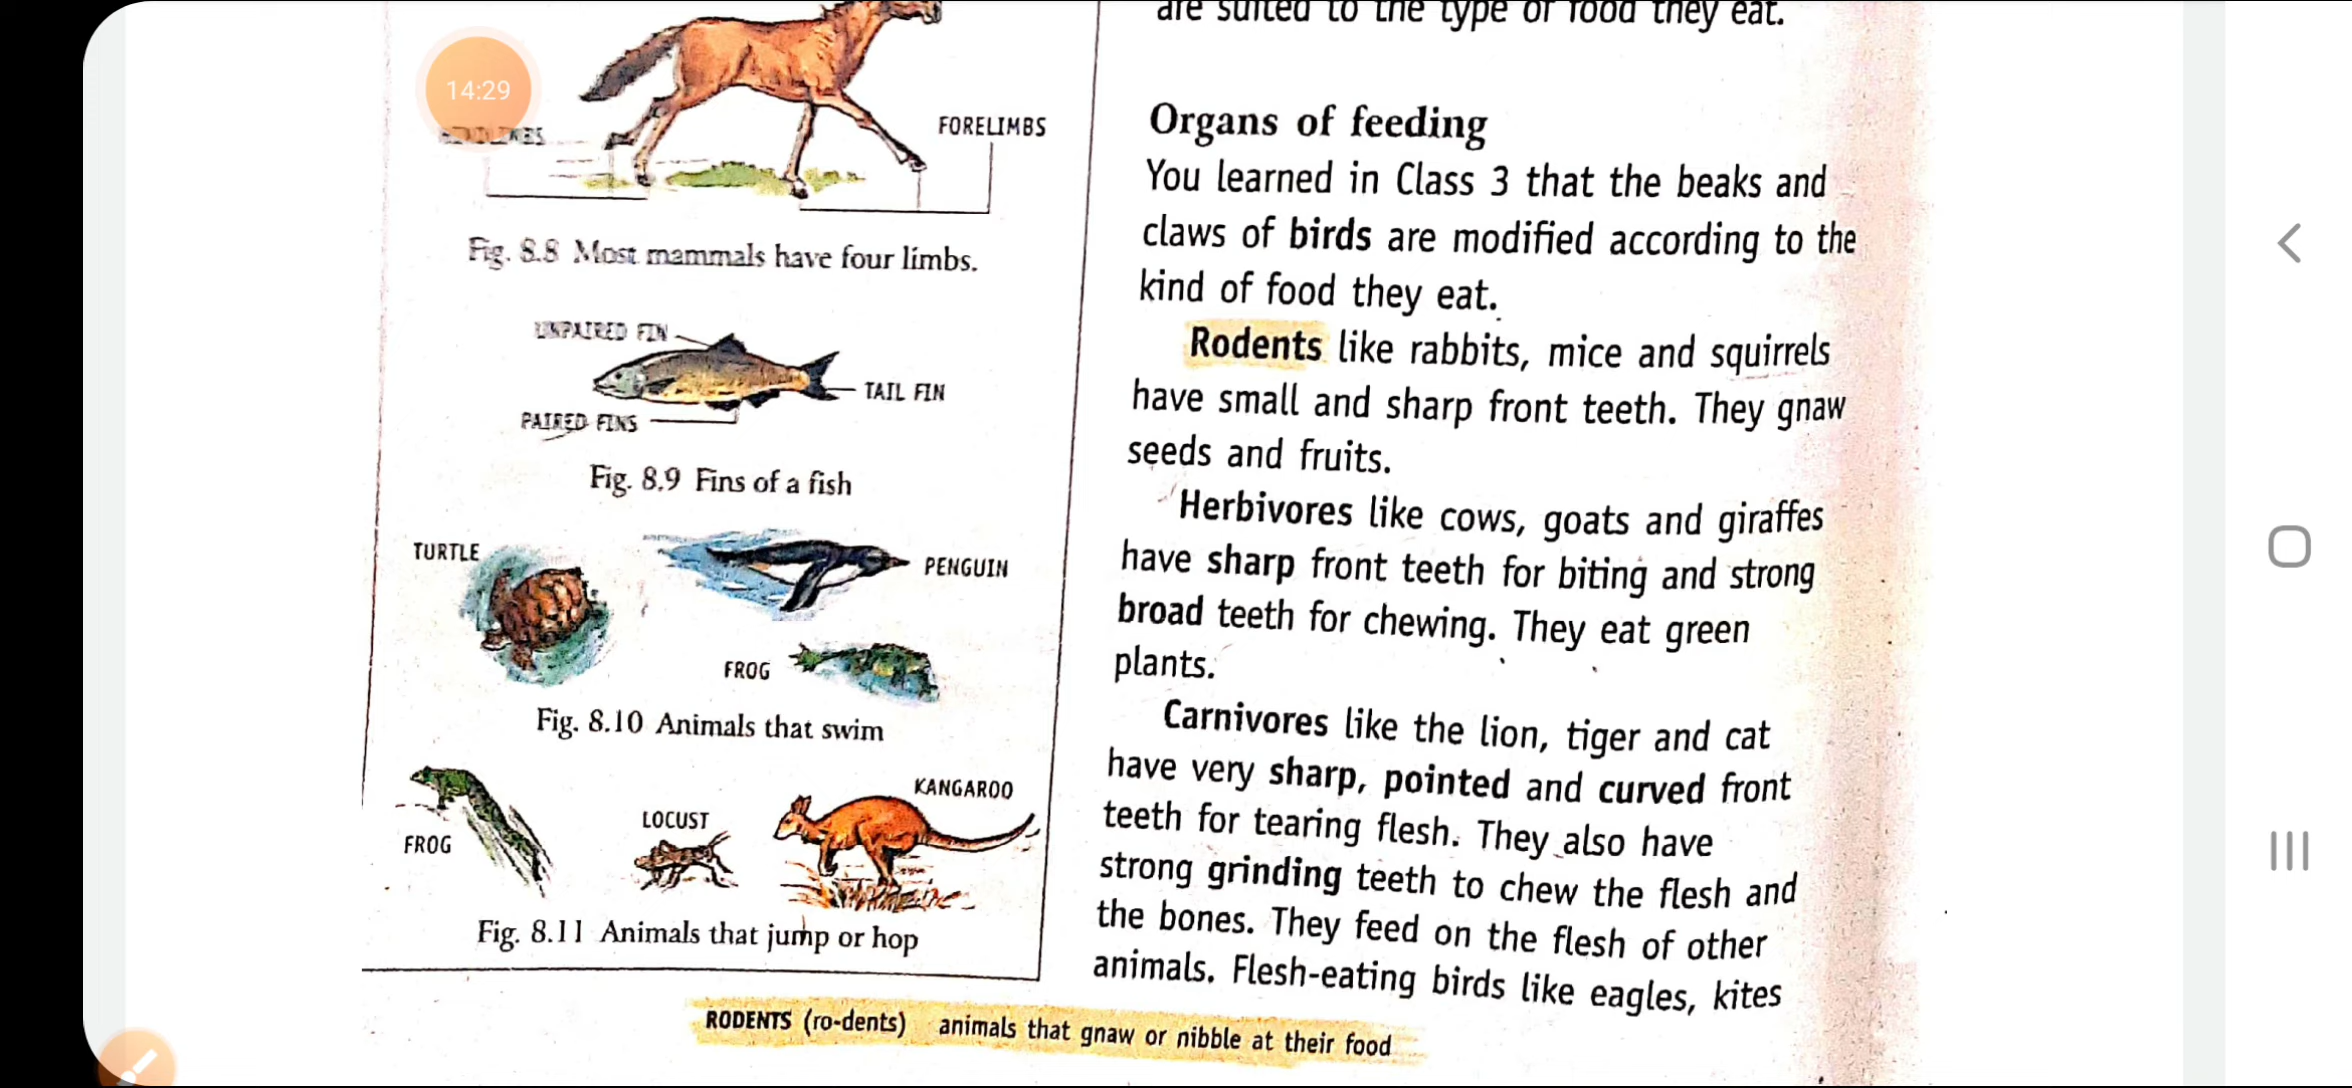 14:29
FORELIMBS
Fig. 8.8 Most mammals have four limbs.
UNPAIRED FIN
TAIL FIN
PAIRED FINS
Fig. 8.9 Fins of a fish
TURTLE
PENGUIN
FROG
Fig. 8.10 Animals that swim
FROG
LOCUST
KANGAROO
Fig. 8.11 Animals that jump or hop
are suited to the type of food they eat.
Organs of feeding
You learned in Class 3 that the beaks and
claws of birds are modified according to the
kind of food they eat.
Rodents like rabbits, mice and squirrels
have small and sharp front teeth. They gnaw
seeds and fruits.
Herbivores like cows, goats and giraffes
have sharp front teeth for biting and strong
broad teeth for chewing. They eat green
plants.
Carnivores like the lion, tiger and cat
have very sharp, pointed and curved front
teeth for tearing flesh. They also have
strong grinding teeth to chew the flesh and
the bones. They feed on the flesh of other
animals. Flesh-eating birds like eagles, kites
RODENTS (ro-dents) animals that gnaw or nibble at their food